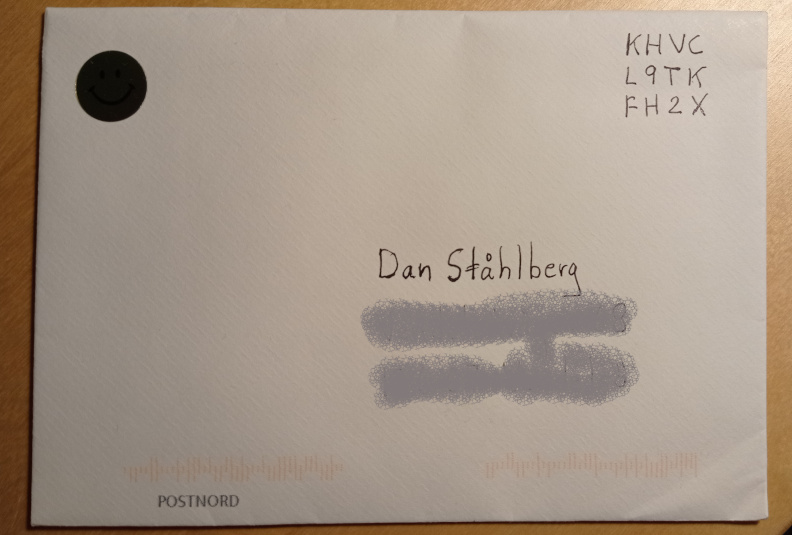 KHVC
L9TK
FH2X
Dan Ståhlberg
POSTNORD